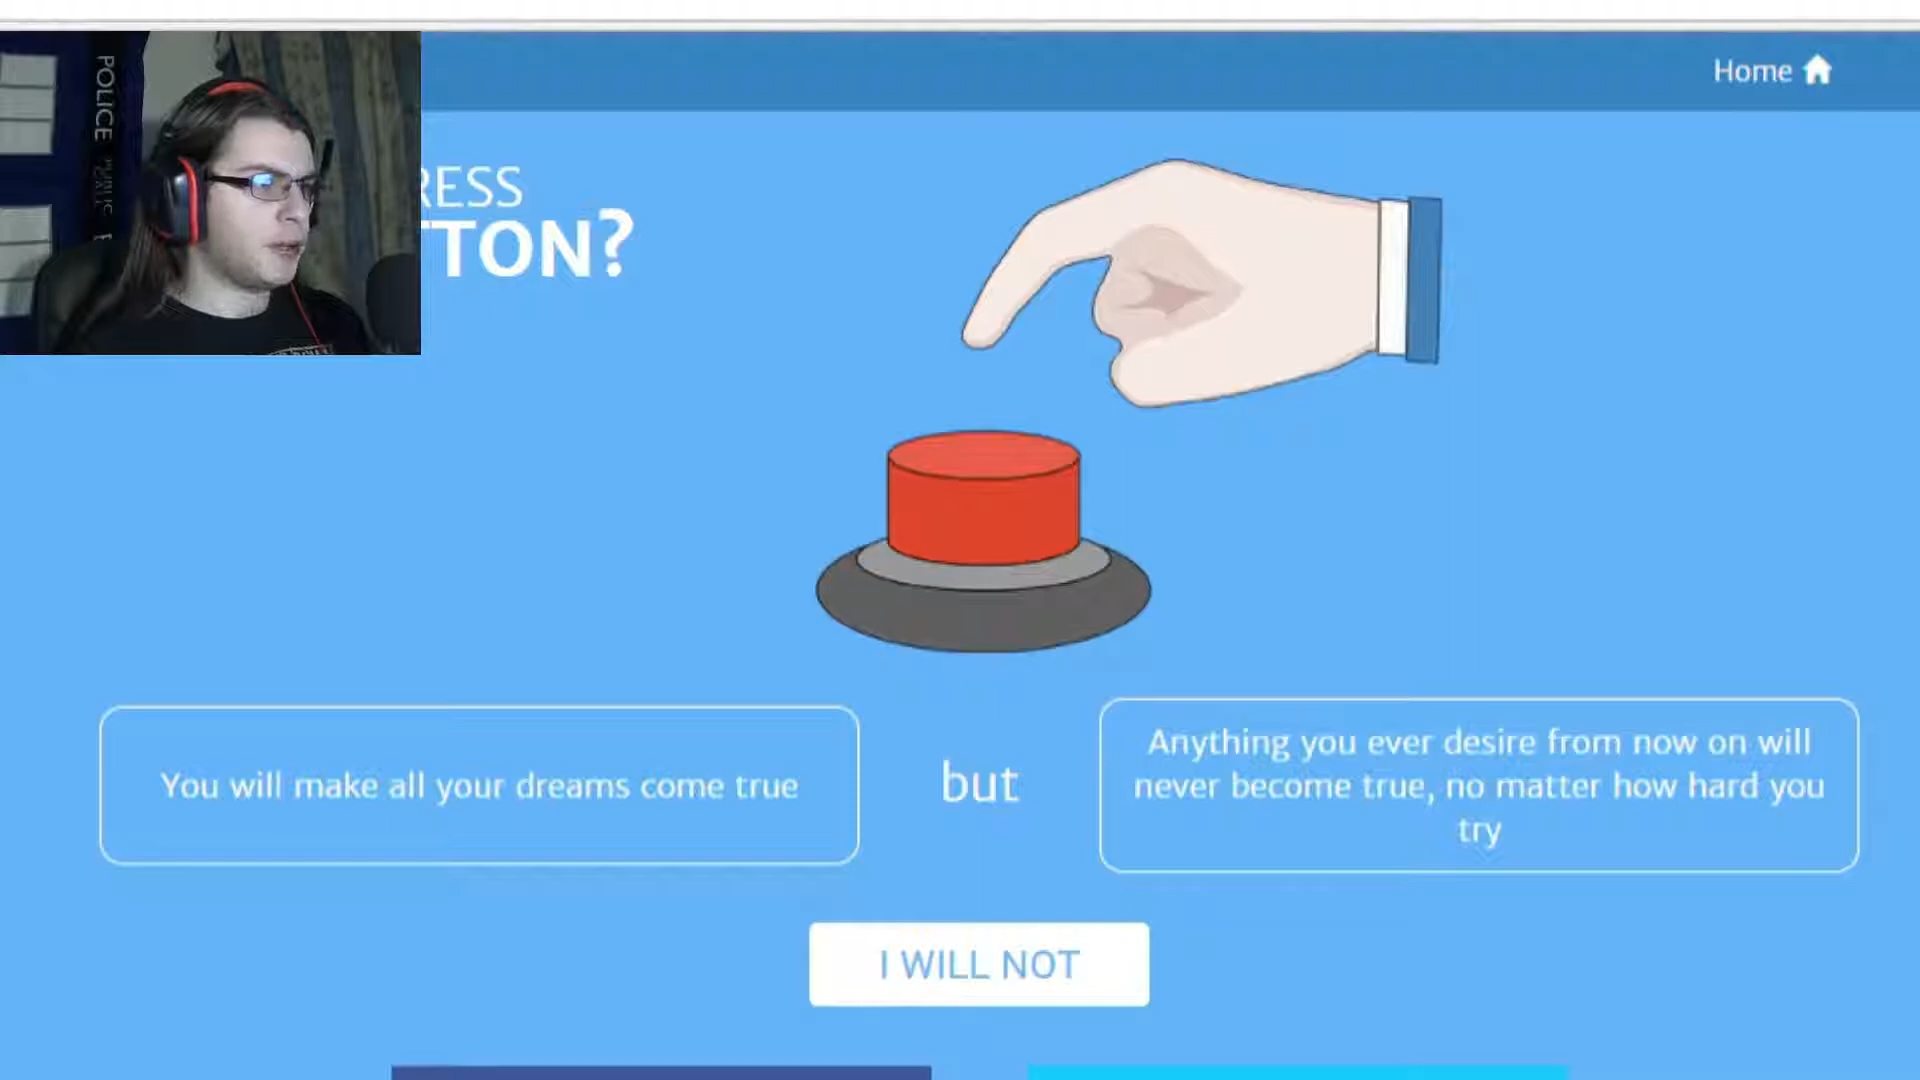 Home
POLICE
RESS
TTON?
You will make all your dreams come true
but
Anything you ever desire from now on will
never become true, no matter how hard you
try
I WILL NOT